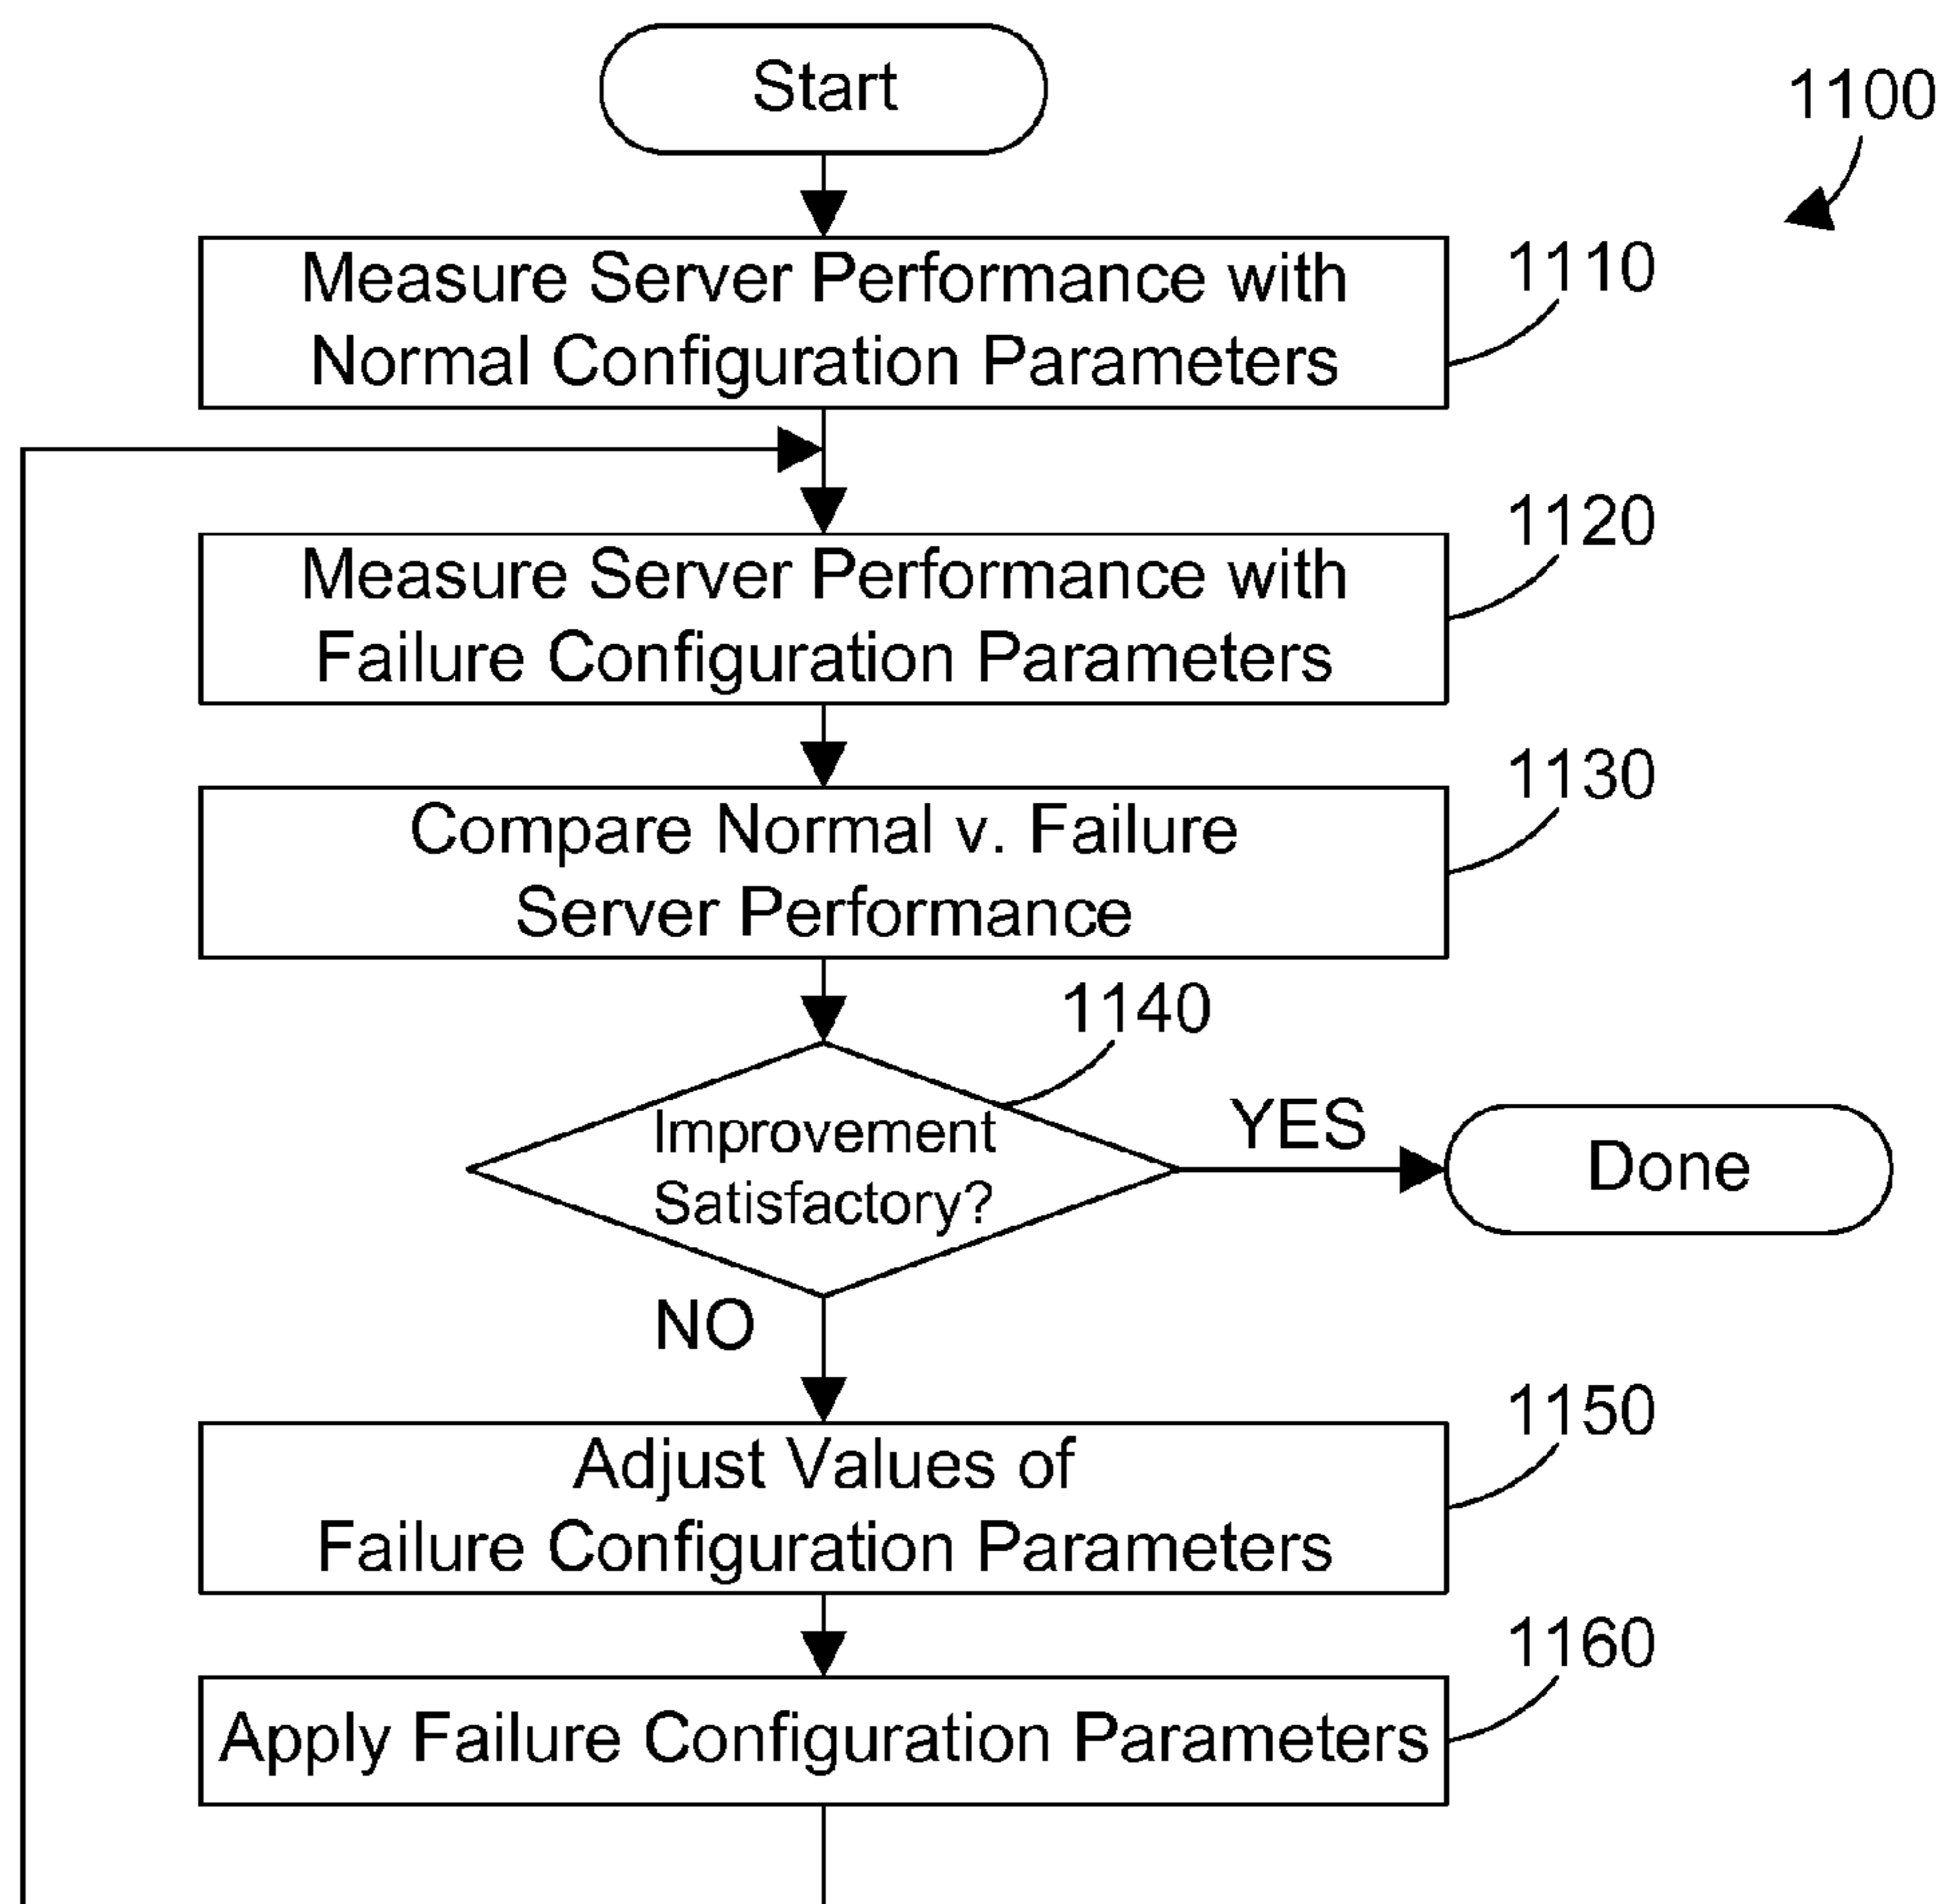 Start
1100
Measure Server Performance with
Normal Configuration Parameters
1110
Measure Server Performance with
Failure Configuration Parameters
1120
Compare Normal v. Failure
Server Performance
1130
1140
Improvement
Satisfactory?
YES
Done
NO
Adjust Values of
Failure Configuration Parameters
1150
Apply Failure Configuration Parameters
1160